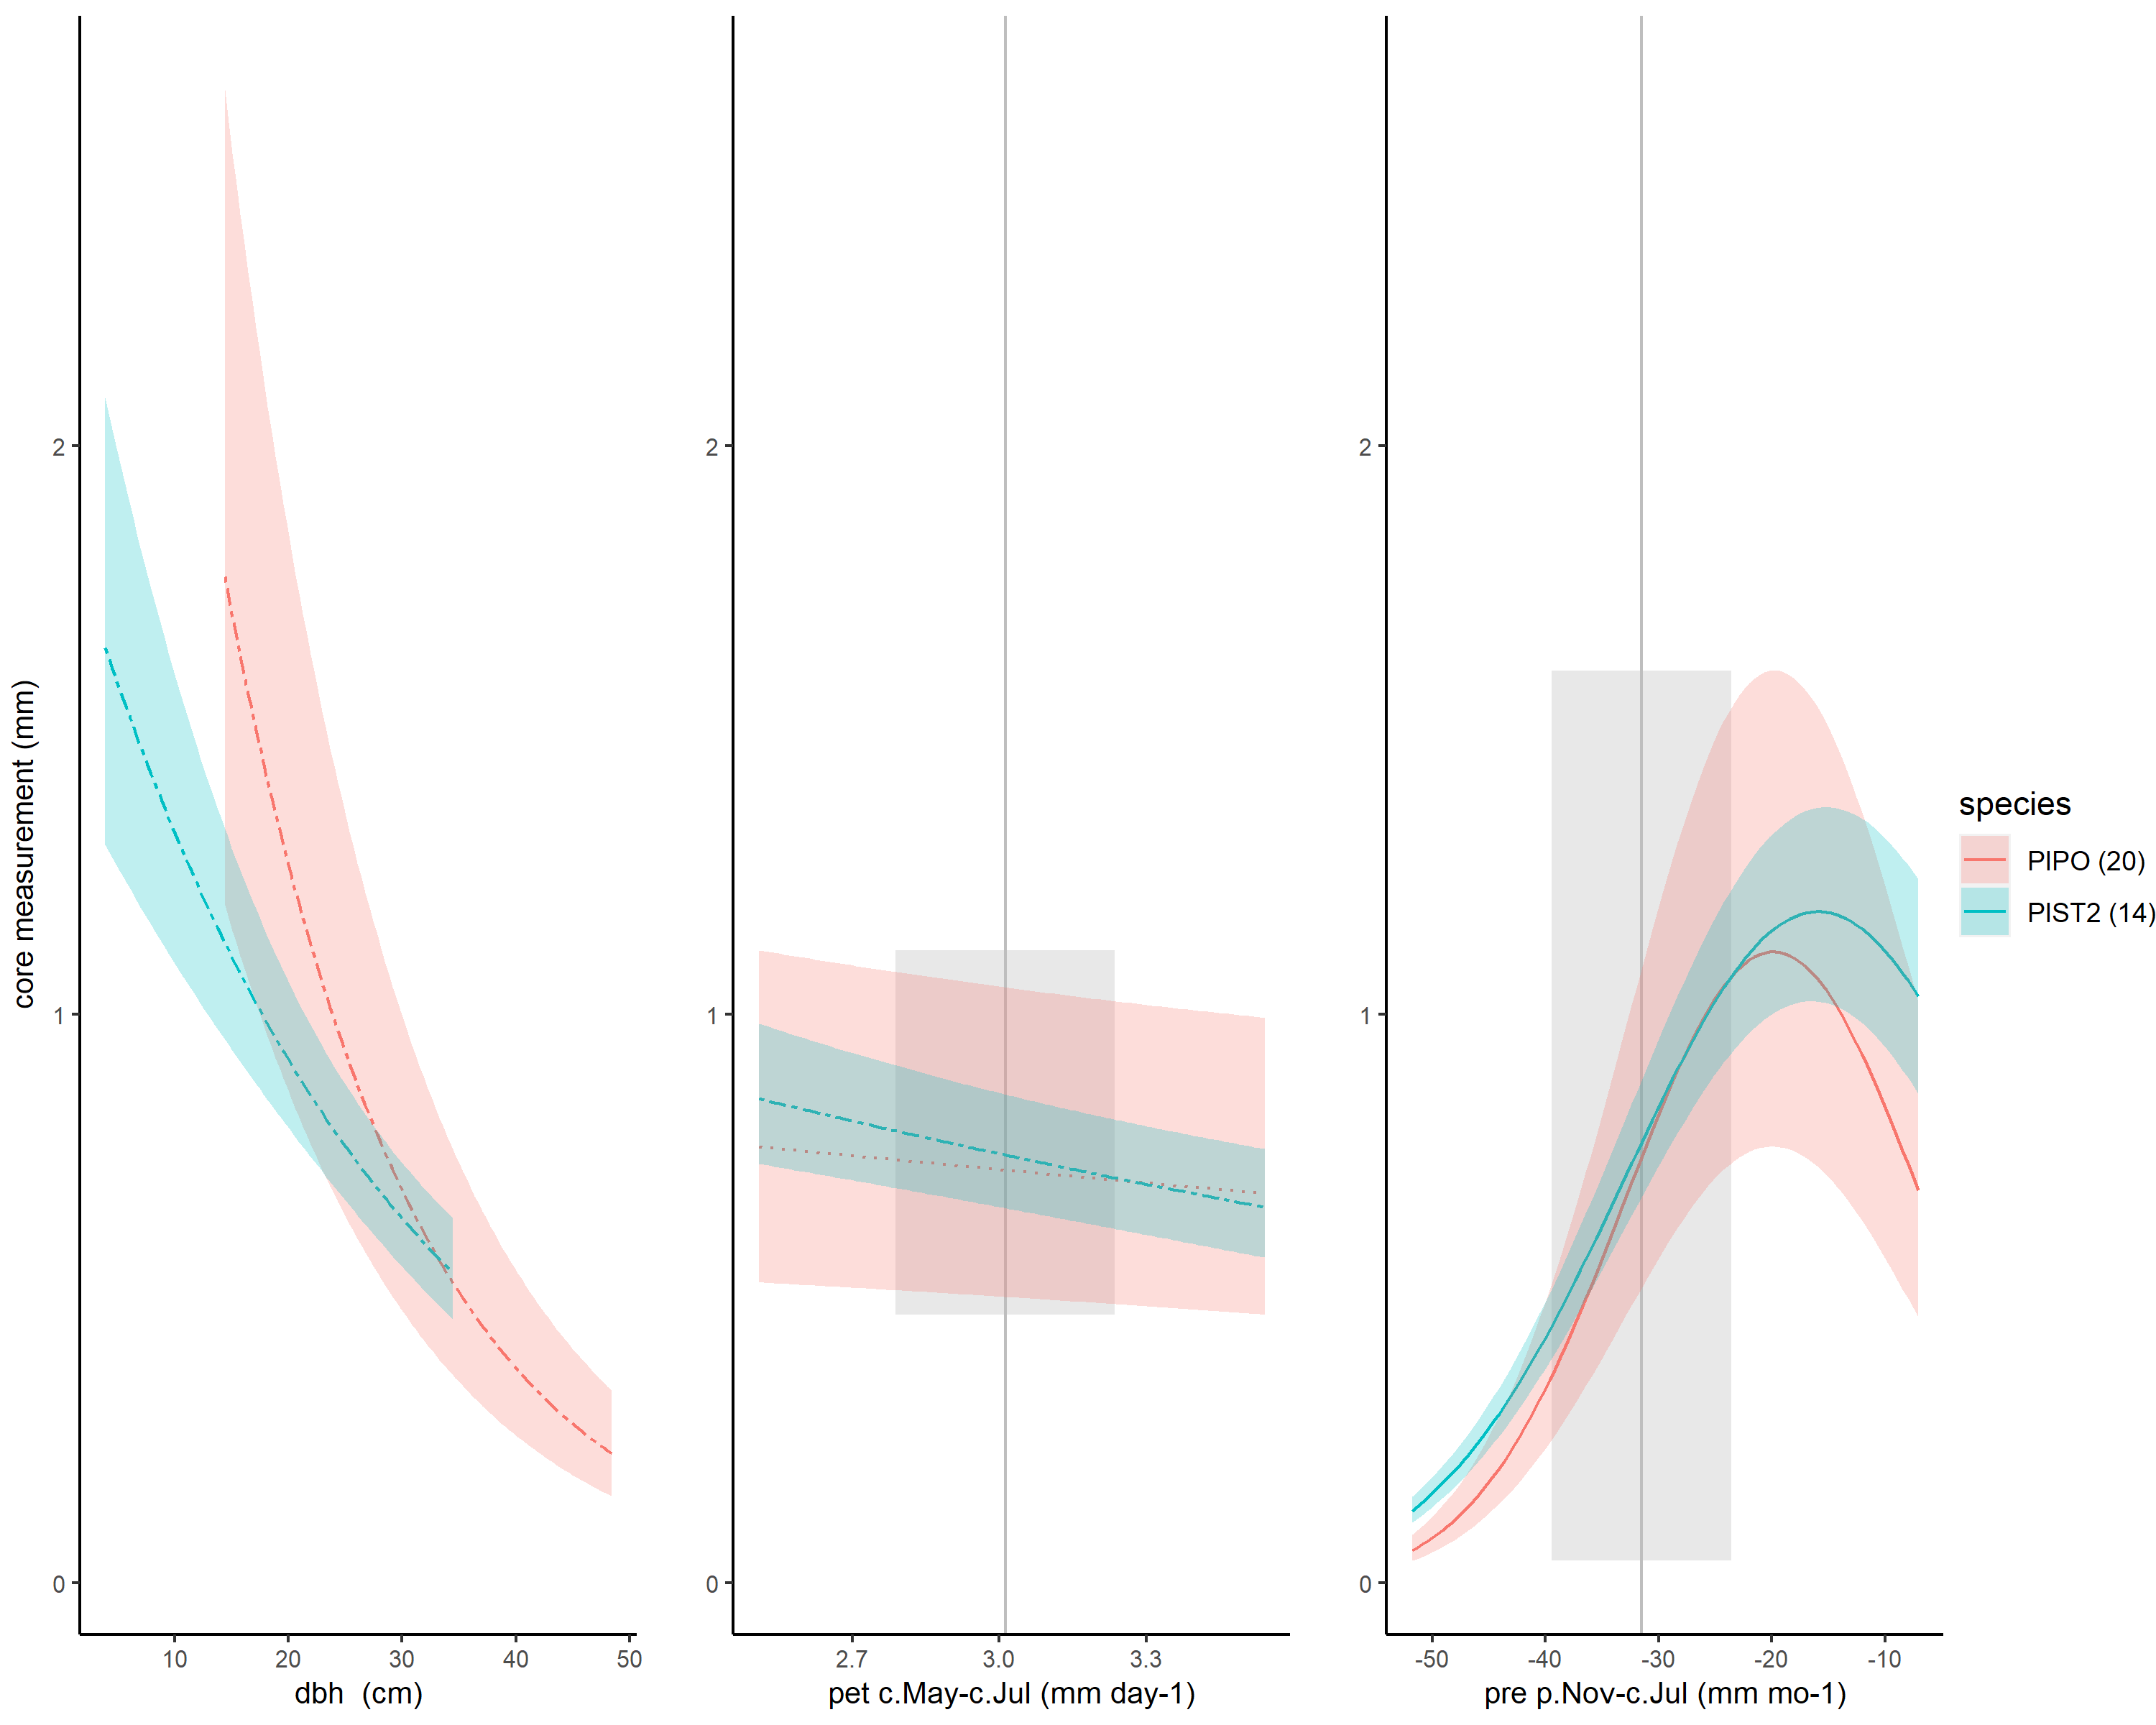 core measurement (mm)
2
1
0
10 20 30 40 50
dbh  (cm)
2
1
0
2.7 3.0 3.3
pet c.May-c.Jul (mm day-1)
2
1
0
-50 -40 -30 -20 -10
pre p.Nov-c.Jul (mm mo-1)
species
PIPO (20)
PIST2 (14)